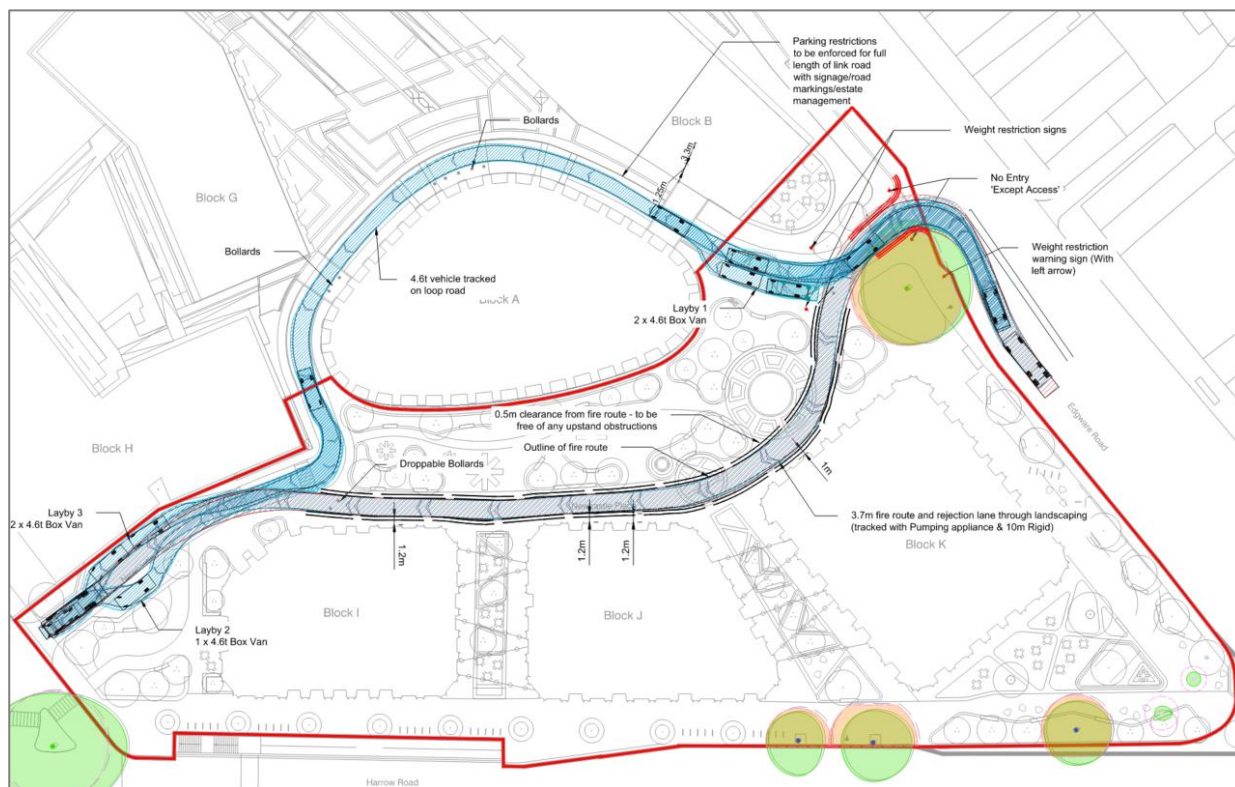 Parking restrictions
to be enforced for full
length of link road
with signage/road
markings/estate
management
Bollards
Block B
Weight restriction signs
3.3m
1.25m
No Entry
'Except Access'
Block G
Bollards
Weight restriction
warning sign (With
left arrow)
4.6t vehicle tracked
on loop road
Block A
Layby 1
2 x 4.6t Box Van
0.5m clearance from fire route - to be
free of any upstand obstructions
Edgware Road
Block H
Outline of fire route
Droppable Bollards
1m
Layby 3
2 x 4.6t Box Van
3.7m fire route and rejection lane through landscaping
(tracked with Pumping appliance & 10m Rigid)
Block K
1.2m
1.2m
1.2m
Block I
Block J
Layby 2
1 x 4.6t Box Van
Harrow Road